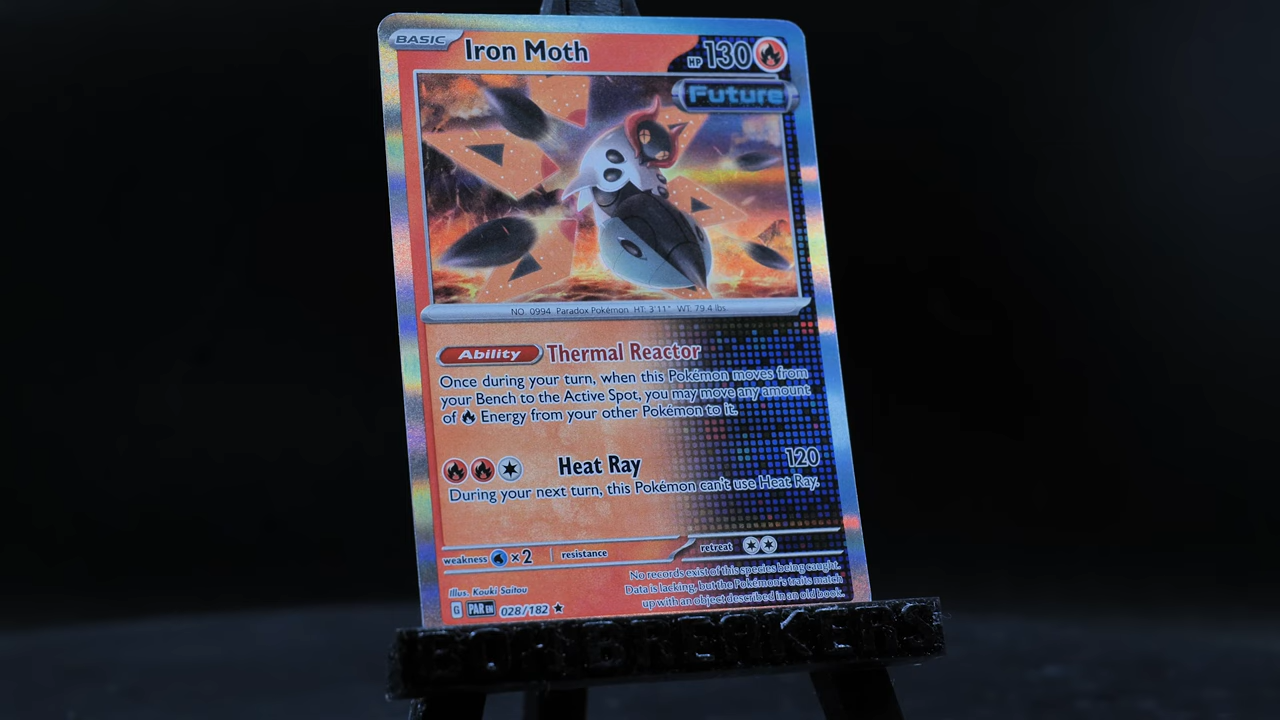 BASIC Iron Moth HP 130
Future
NO. 0994 Paradox Pokémon HT: 3'11" WT: 79.4 lbs
Ability Thermal Reactor
Once during your turn, when this Pokémon moves from
your Bench to the Active Spot, you may move any amount
of Energy from your other Pokémon to it.
Heat Ray 120
During your next turn, this Pokémon can't use Heat Ray.
weakness ×2 resistance retreat
No records exist of this species being caught.
Data is lacking, but the Pokémon's traits match
up with an object described in an old book.
Illus. Kouki Saitou
G PAR EN 028/182
BOXBREAKERS